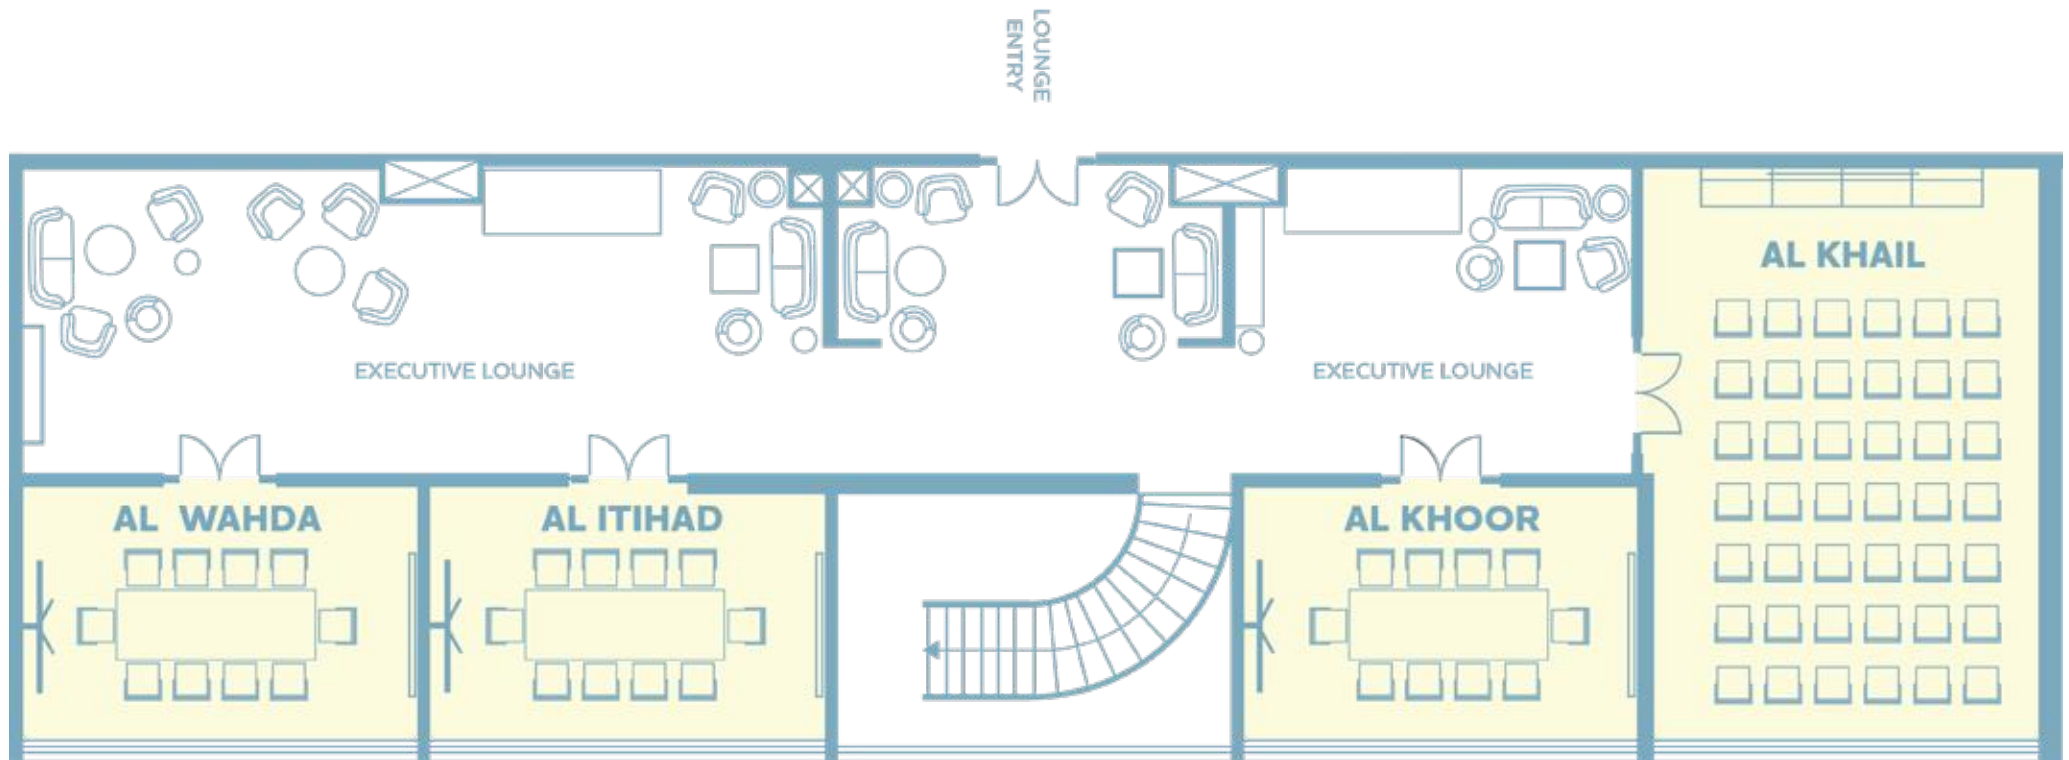 LOUNGE
ENTRY
AL KHAIL
EXECUTIVE LOUNGE
EXECUTIVE LOUNGE
AL WAHDA
AL ITIHAD
AL KHOOR